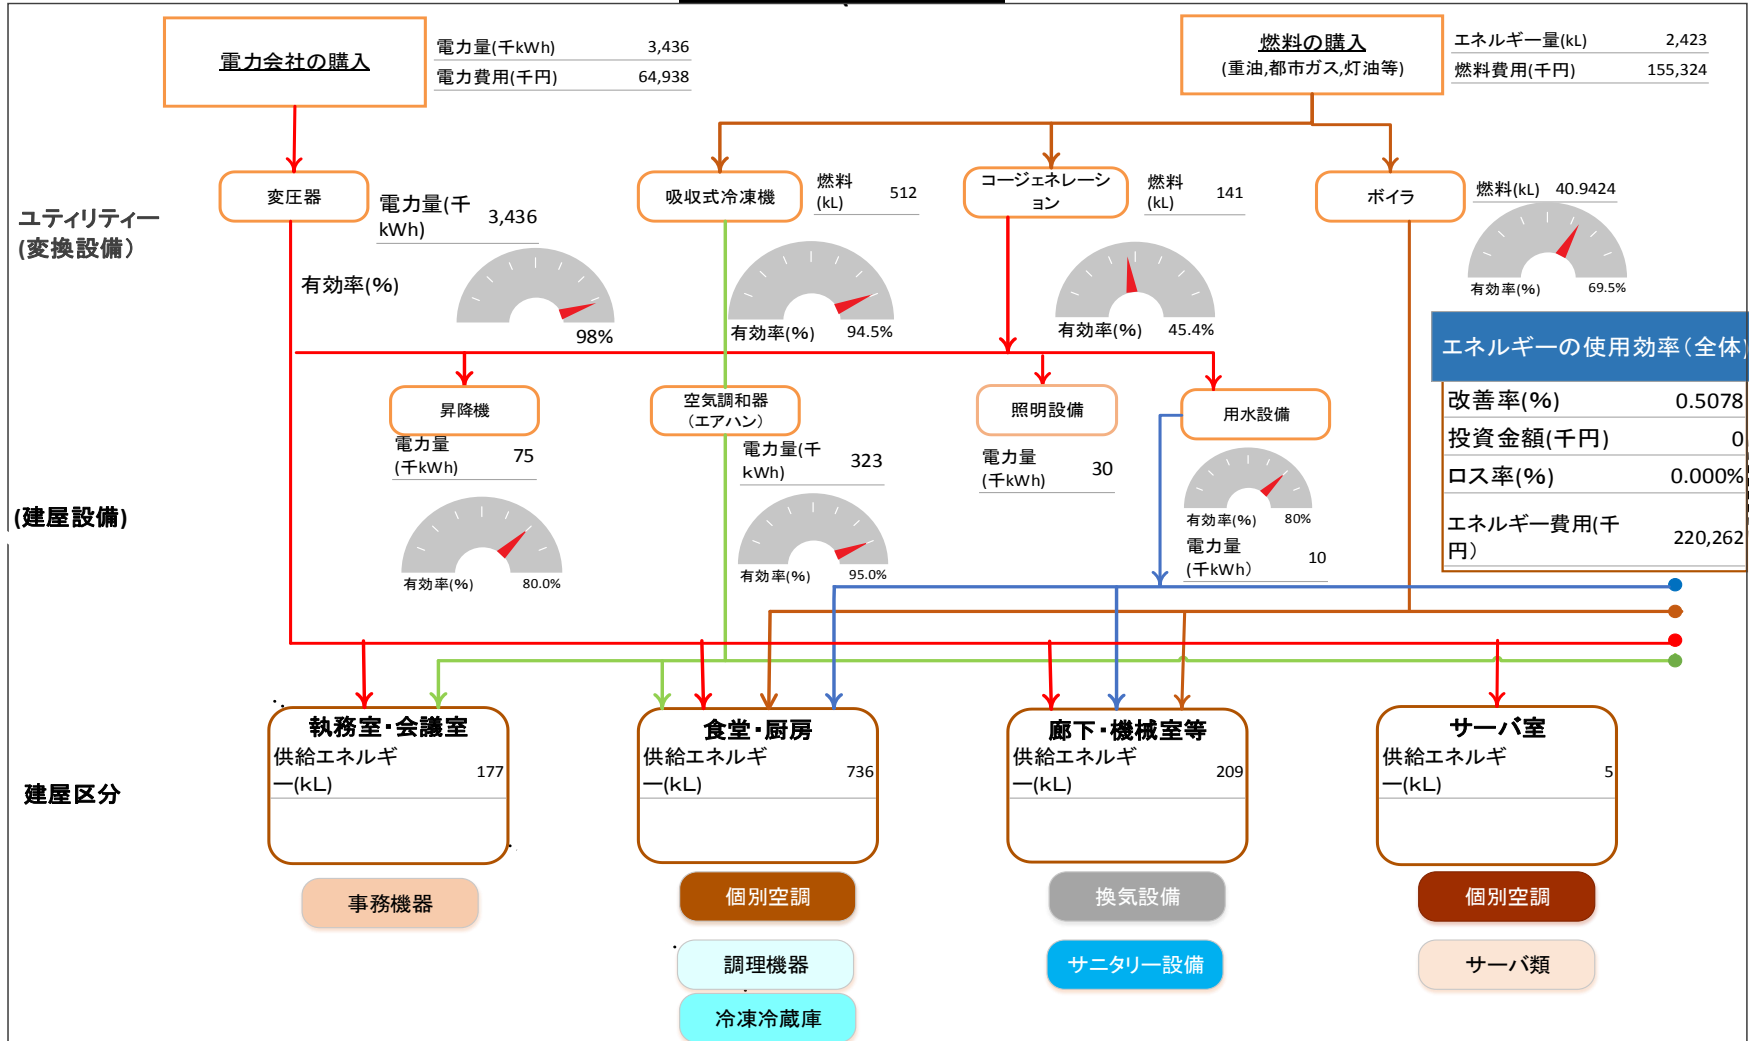 電力会社の購入
電力量(千kWh) 3,436
電力費用(千円) 64,938
燃料の購入
(重油,都市ガス,灯油等)
エネルギー量(kL) 2,423
燃料費用(千円) 155,324
ユティリティー
(変換設備）
変圧器
電力量(千
kWh)
3,436
有効率(%)
98%
吸収式冷凍機
燃料
(kL)
512
有効率(%) 94.5%
コージェネレーシ
ョン
燃料
(kL)
141
有効率(%) 45.4%
ボイラ
燃料(kL) 40.9424
有効率(%) 69.5%
エネルギーの使用効率（全体）
改善率(%) 0.5078
投資金額(千円) 0
ロス率(%) 0.000%
エネルギー費用(千
円)
220,262
(建屋設備)
昇降機
電力量
(千kWh)
75
有効率(%) 80.0%
空気調和器
（エアハン）
電力量(千
kWh)
323
有効率(%) 95.0%
照明設備
電力量
(千kWh)
30
用水設備
有効率(%) 80%
電力量
(千kWh）
10
建屋区分
執務室・会議室
供給エネルギ
ー(kL)
177
食堂・厨房
供給エネルギ
ー(kL)
736
廊下・機械室等
供給エネルギ
ー(kL)
209
サーバ室
供給エネルギ
ー(kL)
5
事務機器
個別空調
換気設備
個別空調
調理機器
サニタリー設備
サーバ類
冷凍冷蔵庫